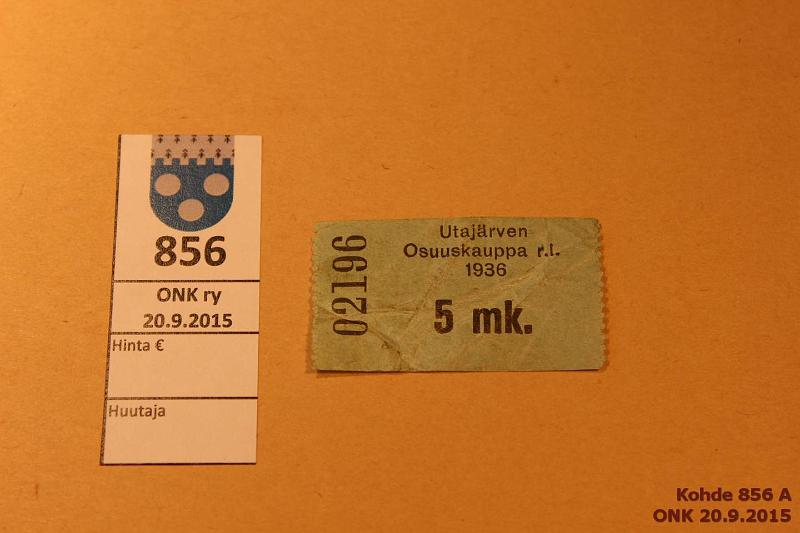 856
ONK ry
20.9.2015
Hinta €
Huutaja
02196
Utajärven
Osuuskauppa r.l.
1936
5 mk.
Kohde 856 A
ONK 20.9.2015